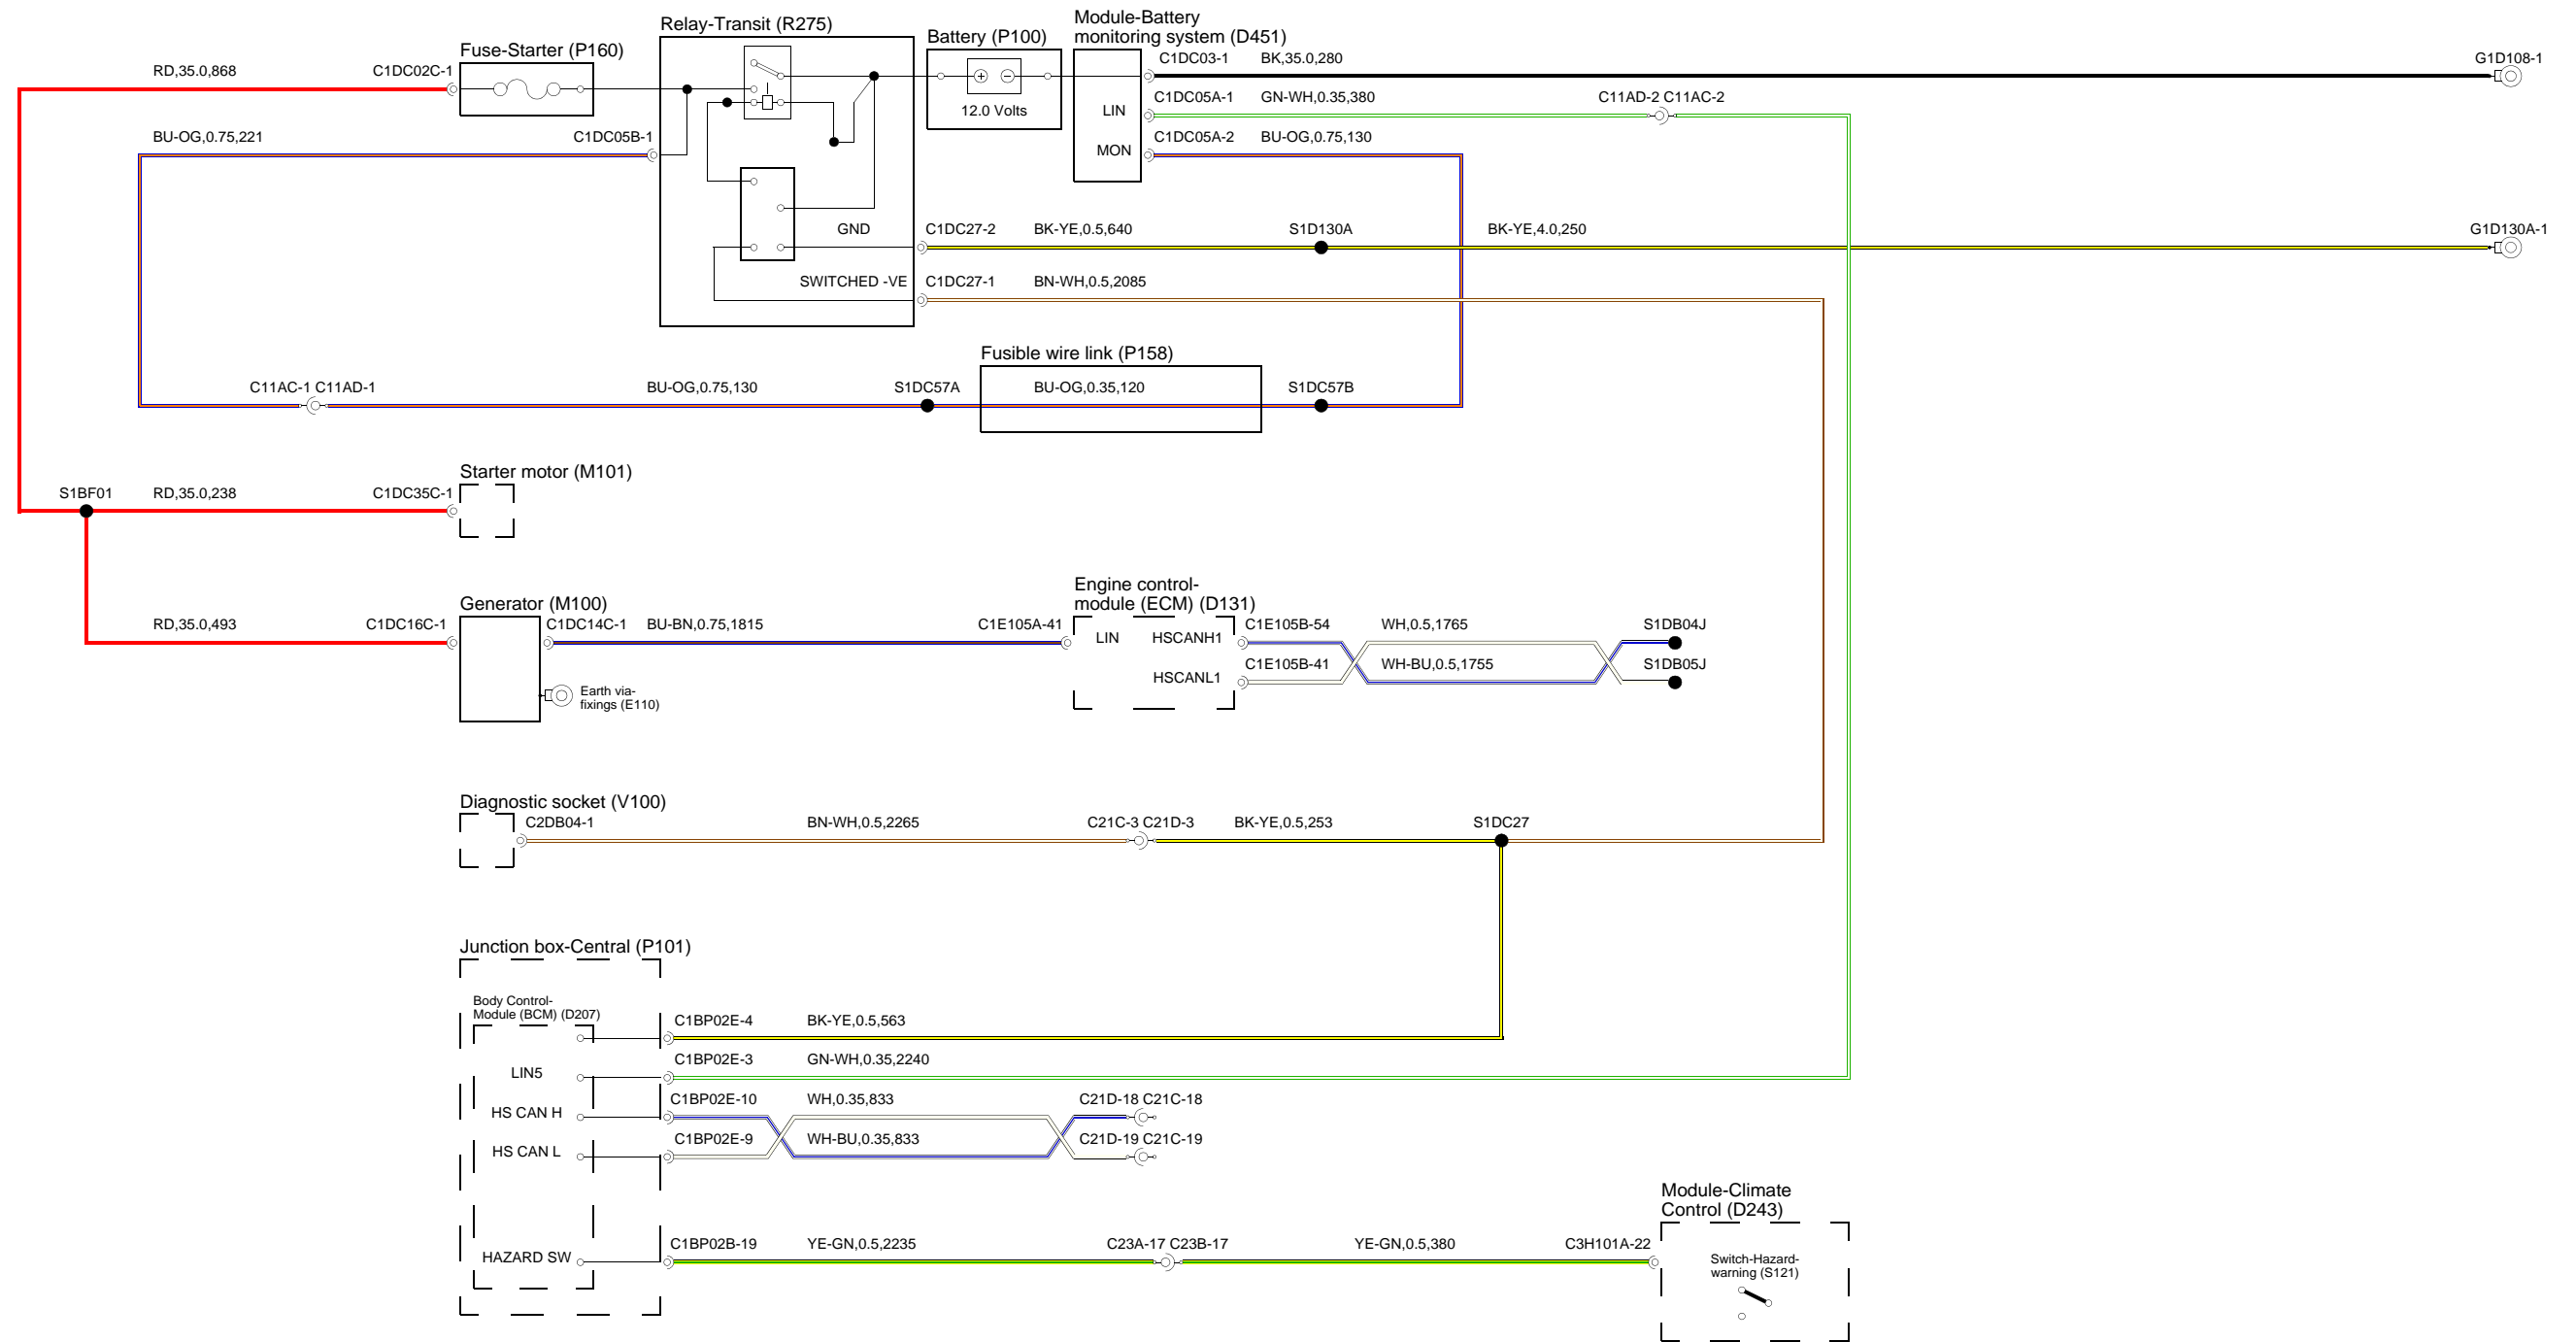 Relay-Transit (R275)
Module-Battery
monitoring system (D451)
Fuse-Starter (P160)
Battery (P100)
RD,35.0,868
C1DC02C-1
C1DC03-1
BK,35.0,280
G1D108-1
12.0 Volts
LIN
C1DC05A-1
GN-WH,0.35,380
C11AD-2 C11AC-2
BU-OG,0.75,221
C1DC05B-1
MON
C1DC05A-2
BU-OG,0.75,130
GND
C1DC27-2
BK-YE,0.5,640
S1D130A
BK-YE,4.0,250
G1D130A-1
SWITCHED -VE
C1DC27-1
BN-WH,0.5,2085
Fusible wire link (P158)
C11AC-1 C11AD-1
BU-OG,0.75,130
S1DC57A
BU-OG,0.35,120
S1DC57B
Starter motor (M101)
S1BF01
RD,35.0,238
C1DC35C-1
Engine control-
module (ECM) (D131)
Generator (M100)
RD,35.0,493
C1DC16C-1
C1DC14C-1
BU-BN,0.75,1815
C1E105A-41
LIN
HSCANH1
C1E105B-54
WH,0.5,1765
S1DB04J
HSCANL1
C1E105B-41
WH-BU,0.5,1755
S1DB05J
Earth via-
fixings (E110)
Diagnostic socket (V100)
C2DB04-1
BN-WH,0.5,2265
C21C-3 C21D-3
BK-YE,0.5,253
S1DC27
Junction box-Central (P101)
Body Control-
Module (BCM) (D207)
C1BP02E-4
BK-YE,0.5,563
LIN5
C1BP02E-3
GN-WH,0.35,2240
HS CAN H
C1BP02E-10
WH,0.35,833
C21D-18 C21C-18
HS CAN L
C1BP02E-9
WH-BU,0.35,833
C21D-19 C21C-19
Module-Climate
Control (D243)
HAZARD SW
C1BP02B-19
YE-GN,0.5,2235
C23A-17 C23B-17
YE-GN,0.5,380
C3H101A-22
Switch-Hazard-
warning (S121)